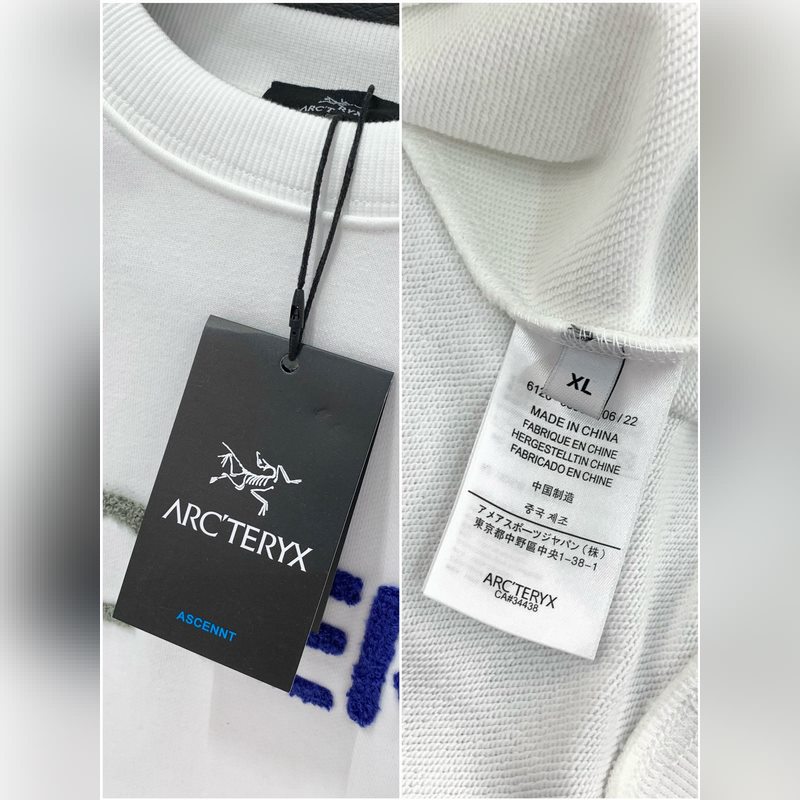 ARC'TERYX
ARC'TERYX
ASCENNT
XL
06 / 22
MADE IN CHINA
FABRIQUE EN CHINE
HERGESTELLTIN CHINE
FABRICADO EN CHINE
中国制造
중국 제조
アメアスポーツジャパン(株)
東京都中野區中央1-38-1
ARC'TERYX
CA#34438